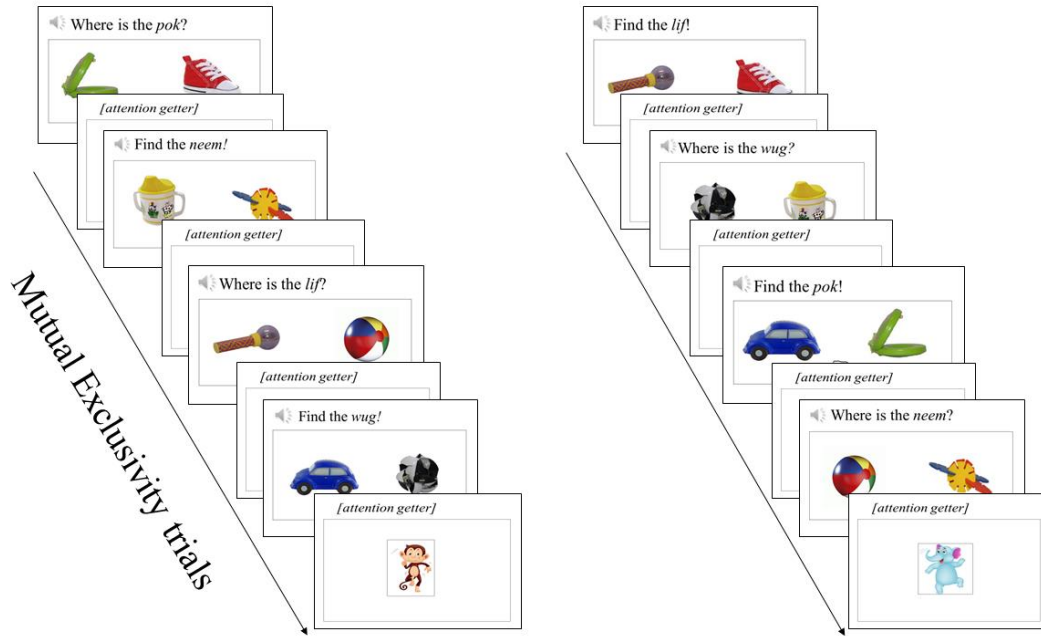 Where is the pok?
[attention getter]
Find the neem!
[attention getter]
Where is the lif?
[attention getter]
Find the wug!
[attention getter]
Mutual Exclusivity trials
Find the lif!
[attention getter]
Where is the wug?
[attention getter]
Find the pok!
[attention getter]
Where is the neem?
[attention getter]